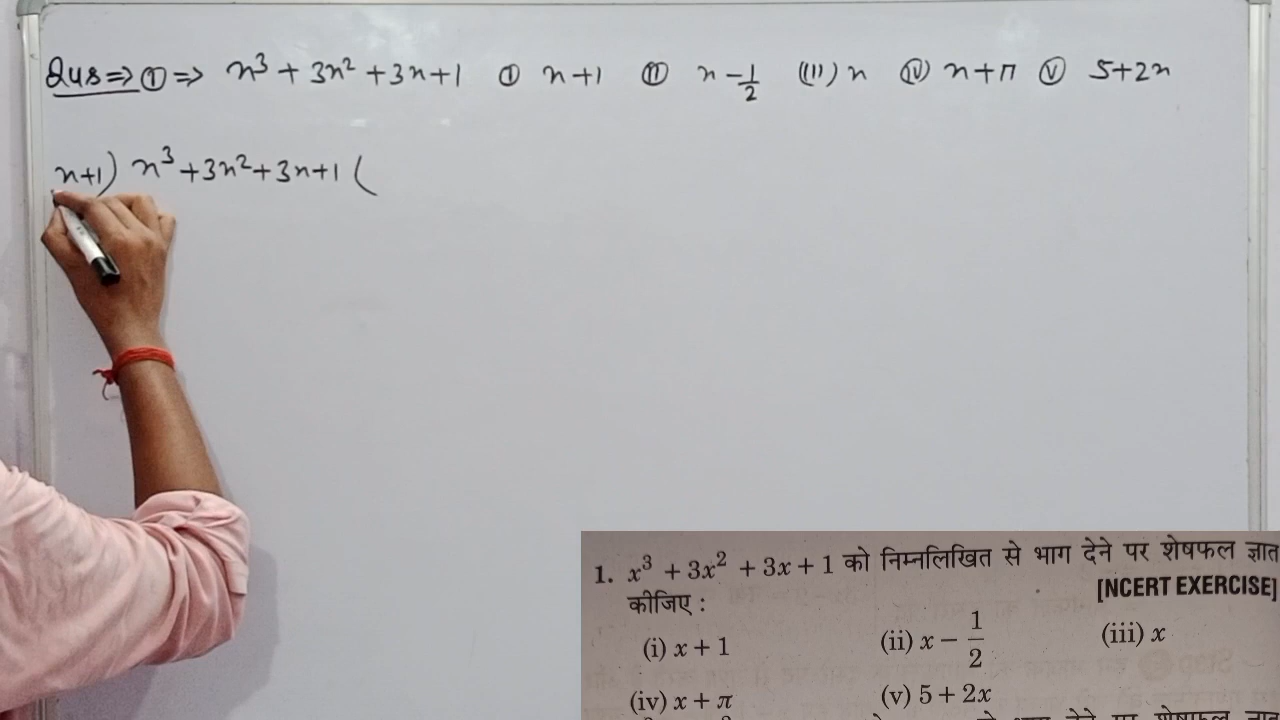 Qus ⇒ ① ⇒ x³ + 3x² + 3x + 1 ⓘ x + 1 ⓘⓘ x - 1/2 (iii) x ⓘⓥ x + π ⓥ 5 + 2x
x+1) x³ + 3x² + 3x + 1 (
1. x³ + 3x² + 3x + 1 को निम्नलिखित से भाग देने पर शेषफल ज्ञात
कीजिए : [NCERT EXERCISE]
(i) x + 1 (ii) x − 1/2 (iii) x
(iv) x + π (v) 5 + 2x